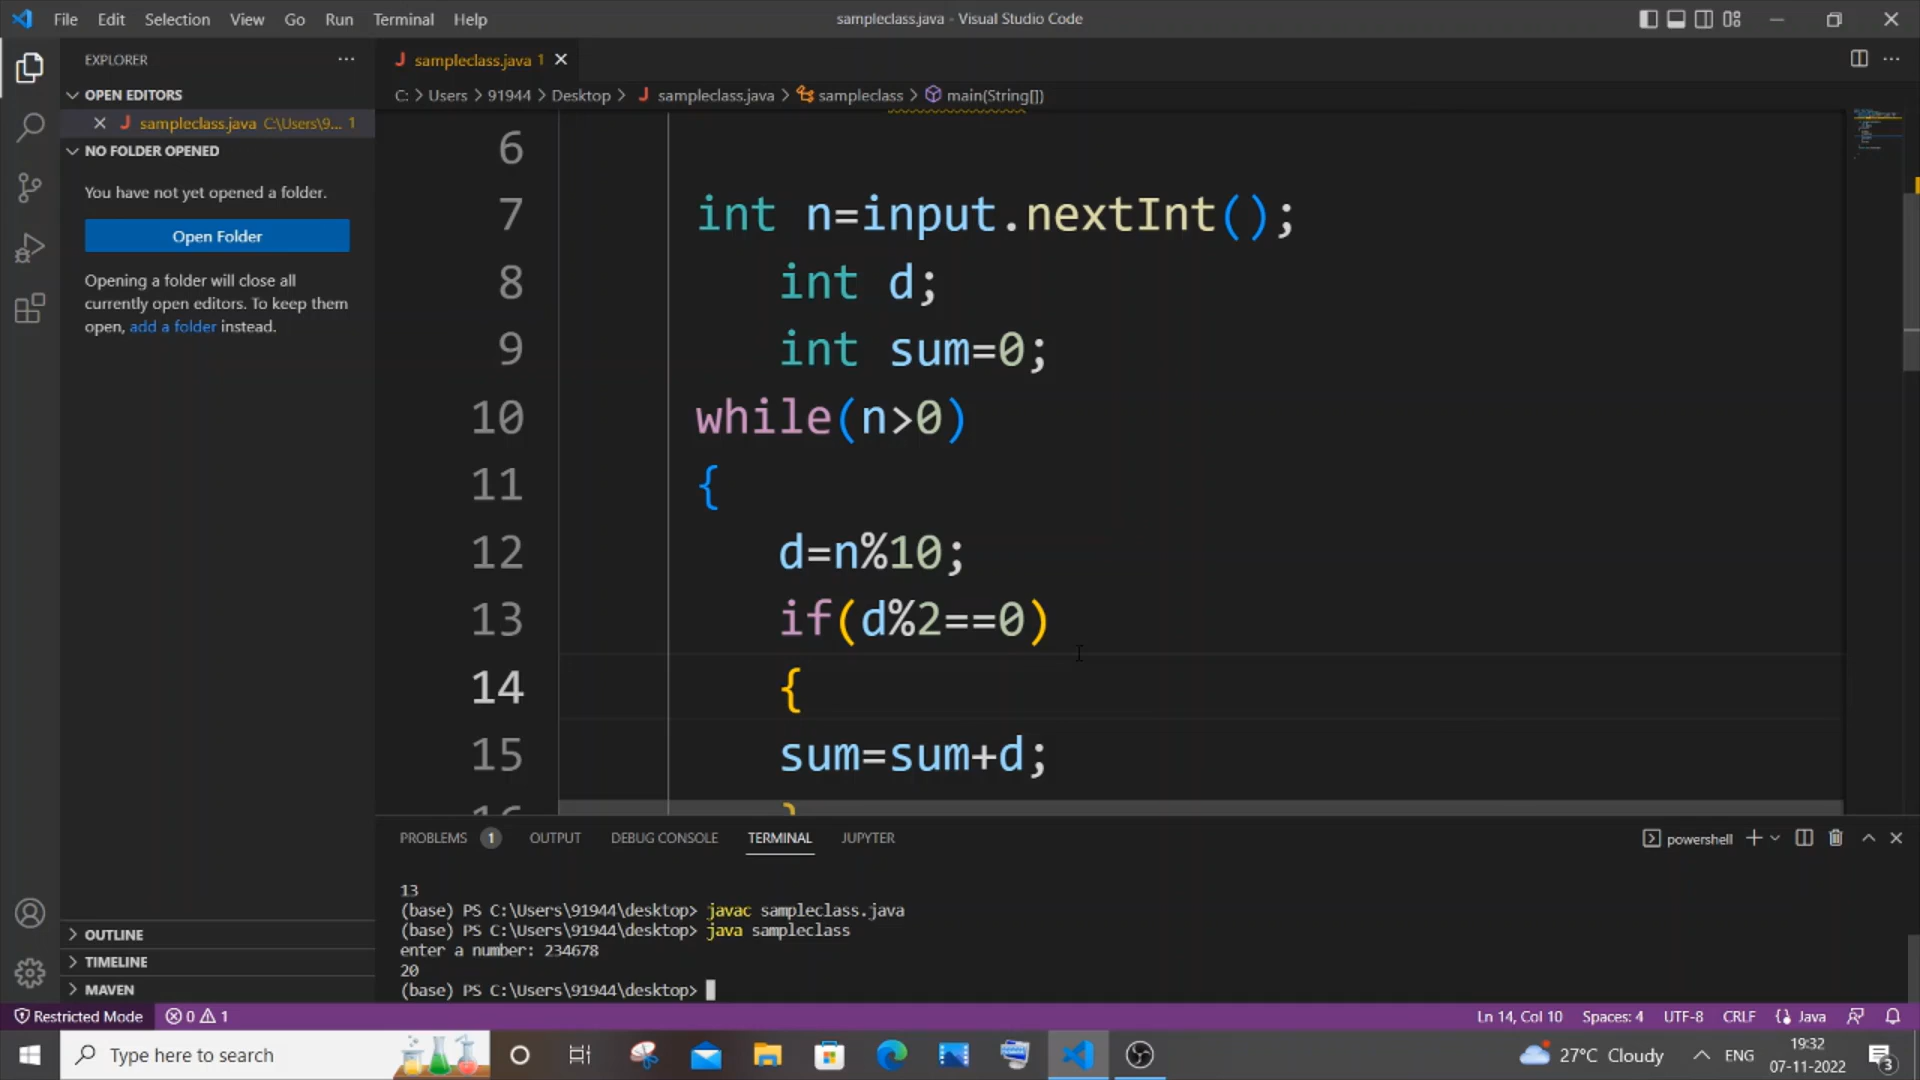 File Edit Selection View Go Run Terminal Help
sampleclass.java - Visual Studio Code
EXPLORER
sampleclass.java 1
OPEN EDITORS
C: > Users > 91944 > Desktop > sampleclass.java > sampleclass > main(String[])
sampleclass.java C:\Users\9... 1
NO FOLDER OPENED
You have not yet opened a folder.
Open Folder
Opening a folder will close all
currently open editors. To keep them
open, add a folder instead.
6
7 int n=input.nextInt();
8 int d;
9 int sum=0;
10 while(n>0)
11 {
12 d=n%10;
13 if(d%2==0)
14 {
15 sum=sum+d;
16 }
PROBLEMS 1 OUTPUT DEBUG CONSOLE TERMINAL JUPYTER
powershell
13
(base) PS C:\Users\91944\desktop> javac sampleclass.java
(base) PS C:\Users\91944\desktop> java sampleclass
enter a number: 234678
20
(base) PS C:\Users\91944\desktop>
OUTLINE
TIMELINE
MAVEN
Restricted Mode 0 1
Ln 14, Col 10 Spaces: 4 UTF-8 CRLF Java
Type here to search
27°C Cloudy ENG
19:32
07-11-2022
3